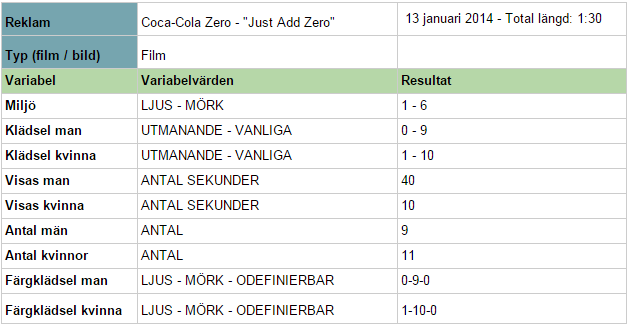 Reklam Coca-Cola Zero - "Just Add Zero" 13 januari 2014 - Total längd: 1:30
Typ (film / bild) Film
Variabel Variabelvärden Resultat
Miljö LJUS - MÖRK 1 - 6
Klädsel man UTMANANDE - VANLIGA 0 - 9
Klädsel kvinna UTMANANDE - VANLIGA 1 - 10
Visas man ANTAL SEKUNDER 40
Visas kvinna ANTAL SEKUNDER 10
Antal män ANTAL 9
Antal kvinnor ANTAL 11
Färgklädsel man LJUS - MÖRK - ODEFINIERBAR 0-9-0
Färgklädsel kvinna LJUS - MÖRK - ODEFINIERBAR 1-10-0